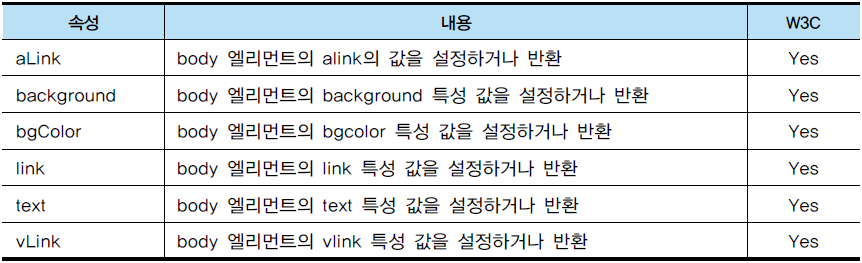 속성 내용 W3C
aLink body 엘리먼트의 alink의 값을 설정하거나 반환 Yes
background body 엘리먼트의 background 특성 값을 설정하거나 반환 Yes
bgColor body 엘리먼트의 bgcolor 특성 값을 설정하거나 반환 Yes
link body 엘리먼트의 link 특성 값을 설정하거나 반환 Yes
text body 엘리먼트의 text 특성 값을 설정하거나 반환 Yes
vLink body 엘리먼트의 vlink 특성 값을 설정하거나 반환 Yes